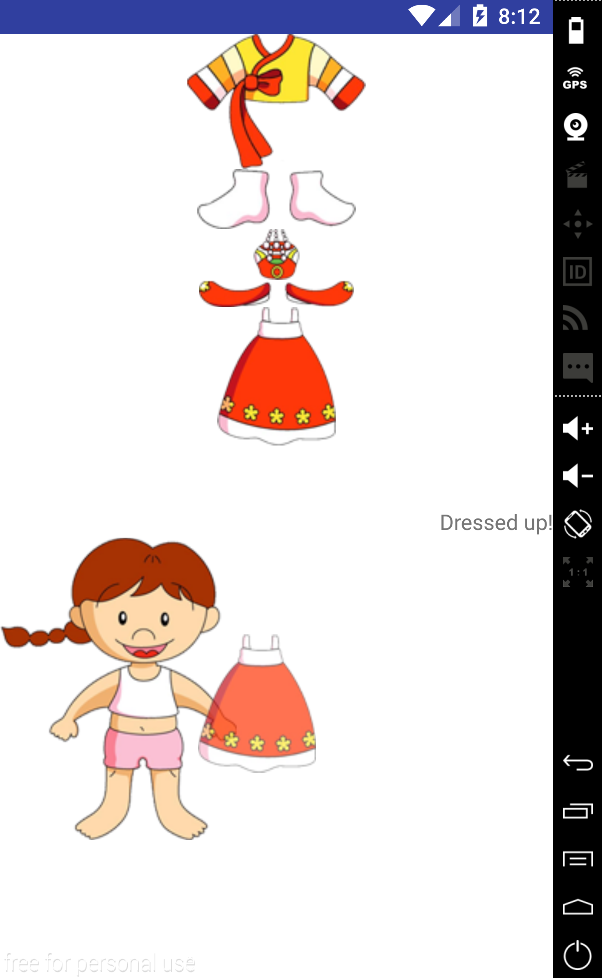 8:12
GPS
ID
Dressed up!
1:1
free for personal use